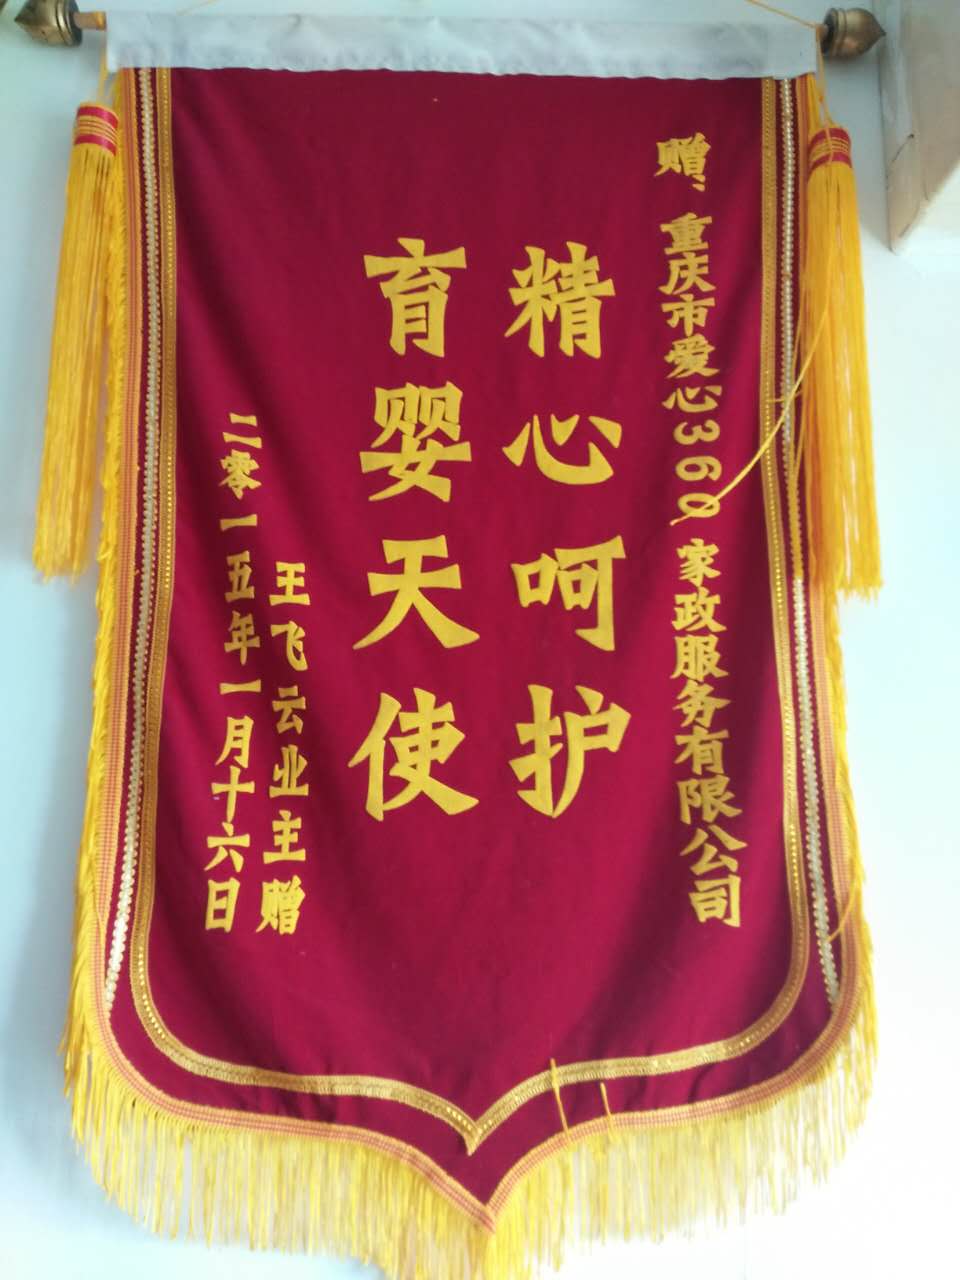 赠、重庆市爱心360家政服务有限公司
精心呵护
育婴天使
王飞云业主赠
二零一五年一月十六日